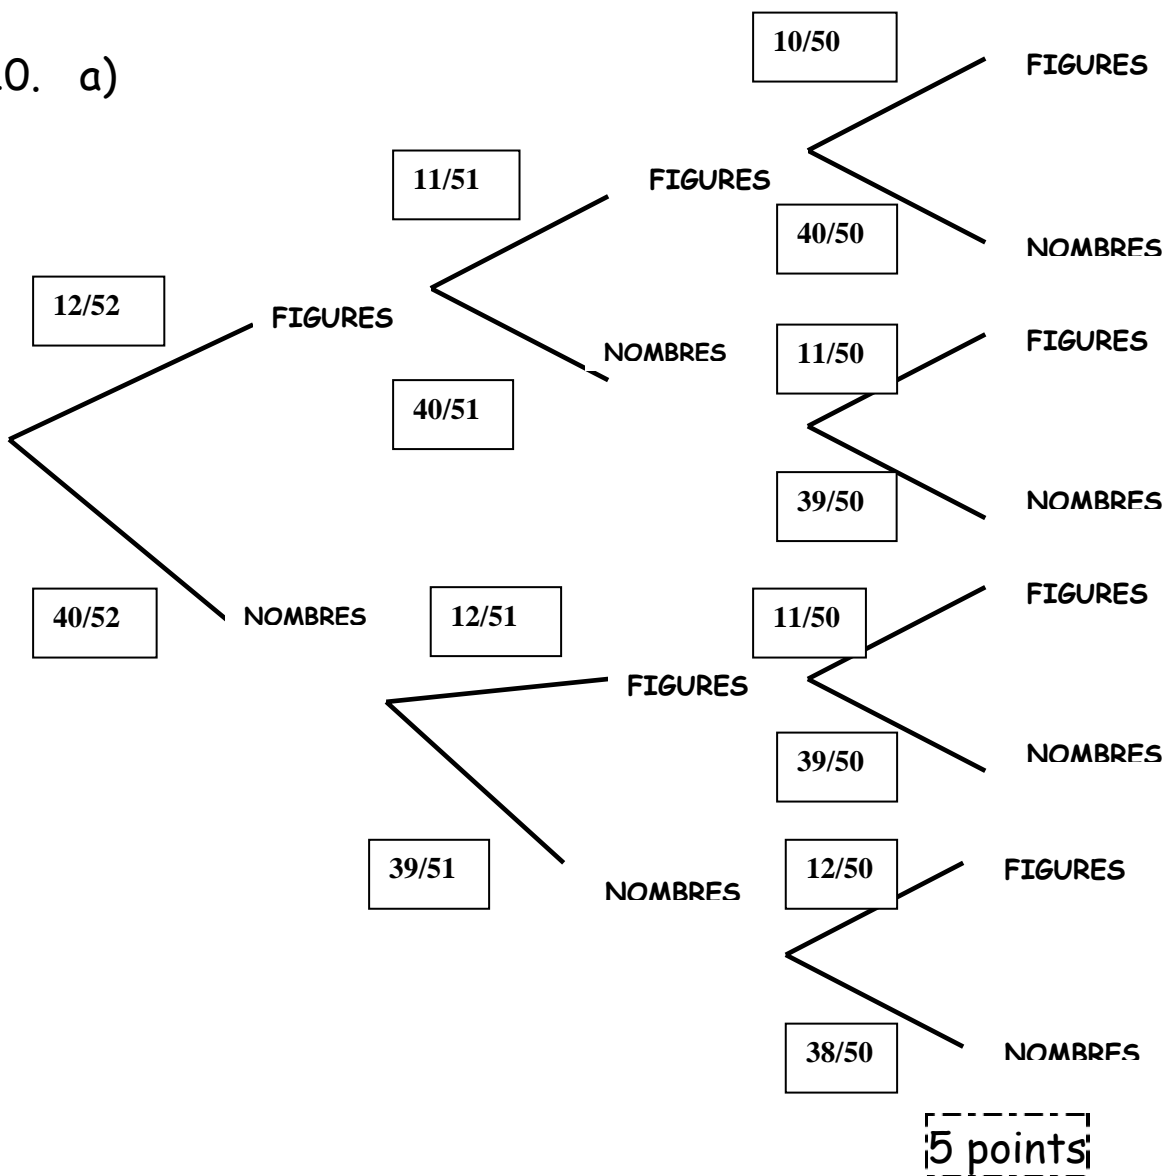 0. a)
10/50
FIGURES
11/51
FIGURES
40/50
NOMBRES
12/52
FIGURES
NOMBRES
11/50
FIGURES
40/51
39/50
NOMBRES
40/52
NOMBRES
12/51
11/50
FIGURES
FIGURES
39/50
NOMBRES
39/51
NOMBRES
12/50
FIGURES
38/50
NOMBRES
5 points